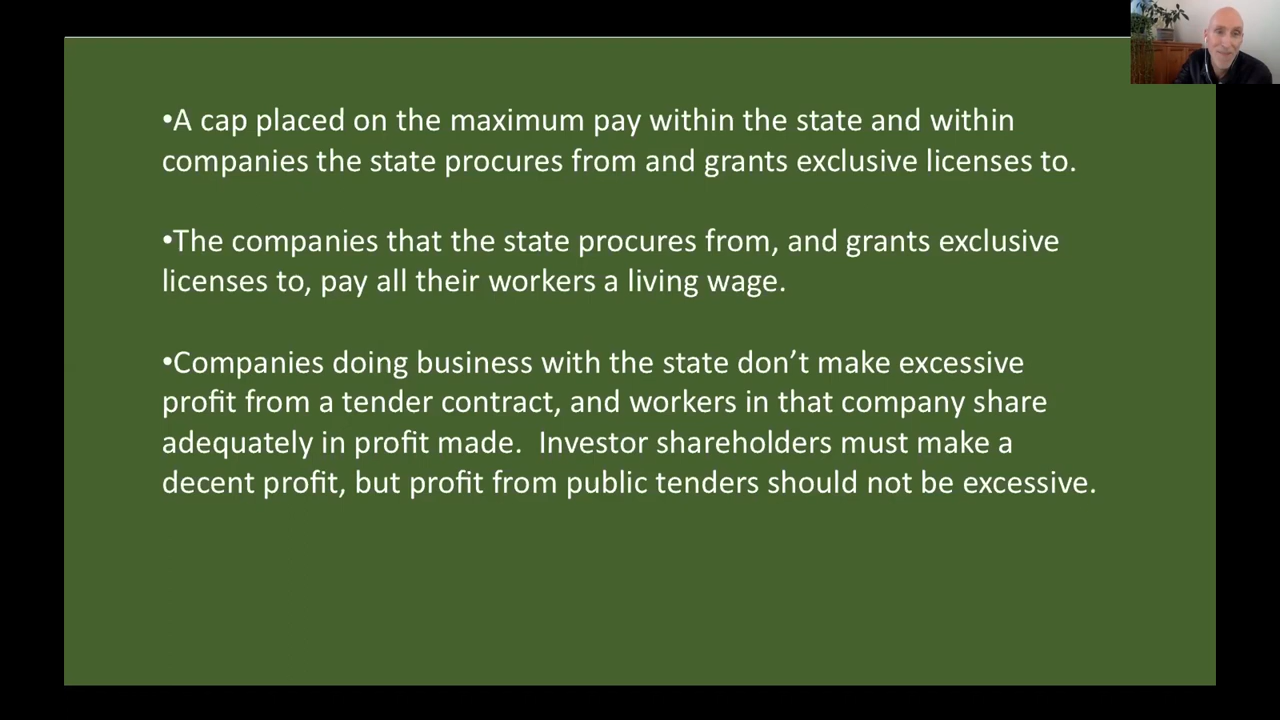 •A cap placed on the maximum pay within the state and within
companies the state procures from and grants exclusive licenses to.
•The companies that the state procures from, and grants exclusive
licenses to, pay all their workers a living wage.
•Companies doing business with the state don’t make excessive
profit from a tender contract, and workers in that company share
adequately in profit made.  Investor shareholders must make a
decent profit, but profit from public tenders should not be excessive.